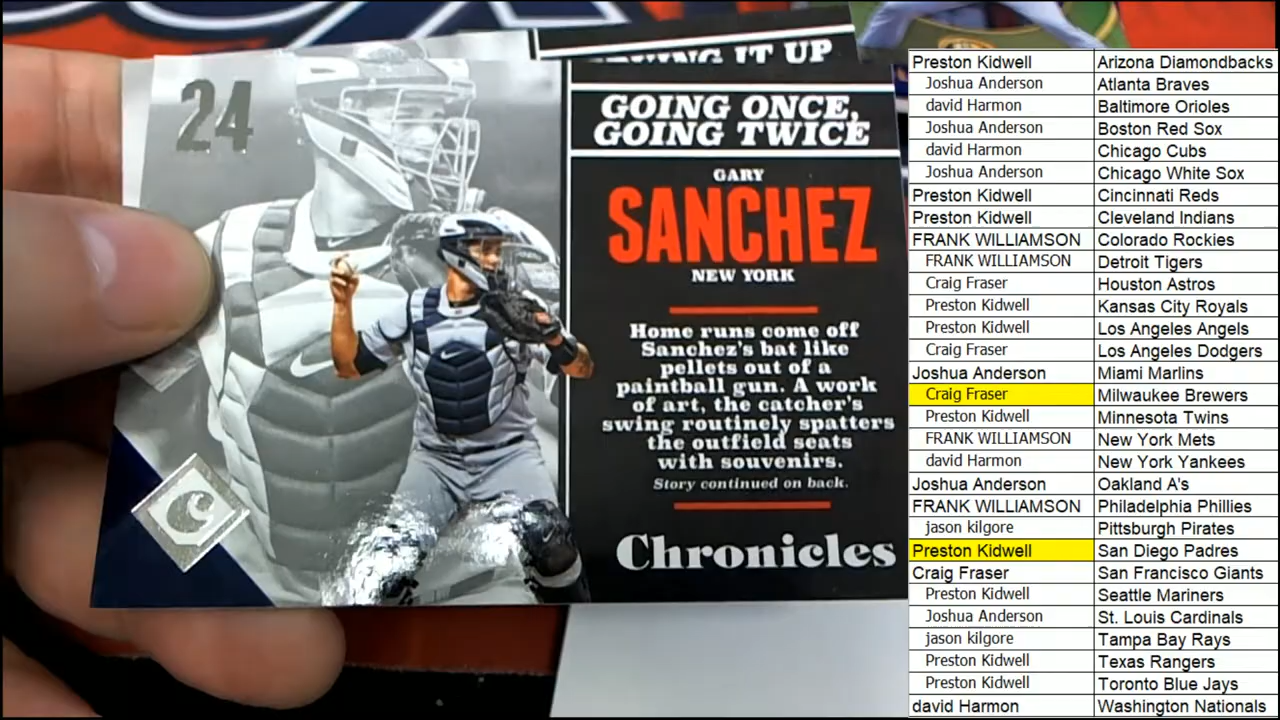 24
IT UP
GOING ONCE,
GOING TWICE
GARY
SANCHEZ
NEW YORK
Home runs come off
Sanchez's bat like
pellets out of a
paintball gun. A work
of art, the catcher's
swing routinely spatters
the outfield seats
with souvenirs.
Story continued on back.
Chronicles
C
Preston Kidwell Arizona Diamondbacks
Joshua Anderson Atlanta Braves
david Harmon Baltimore Orioles
Joshua Anderson Boston Red Sox
david Harmon Chicago Cubs
Joshua Anderson Chicago White Sox
Preston Kidwell Cincinnati Reds
Preston Kidwell Cleveland Indians
FRANK WILLIAMSON Colorado Rockies
FRANK WILLIAMSON Detroit Tigers
Craig Fraser Houston Astros
Preston Kidwell Kansas City Royals
Preston Kidwell Los Angeles Angels
Craig Fraser Los Angeles Dodgers
Joshua Anderson Miami Marlins
Craig Fraser Milwaukee Brewers
Preston Kidwell Minnesota Twins
FRANK WILLIAMSON New York Mets
david Harmon New York Yankees
Joshua Anderson Oakland A's
FRANK WILLIAMSON Philadelphia Phillies
jason kilgore Pittsburgh Pirates
Preston Kidwell San Diego Padres
Craig Fraser San Francisco Giants
Preston Kidwell Seattle Mariners
Joshua Anderson St. Louis Cardinals
jason kilgore Tampa Bay Rays
Preston Kidwell Texas Rangers
Preston Kidwell Toronto Blue Jays
david Harmon Washington Nationals